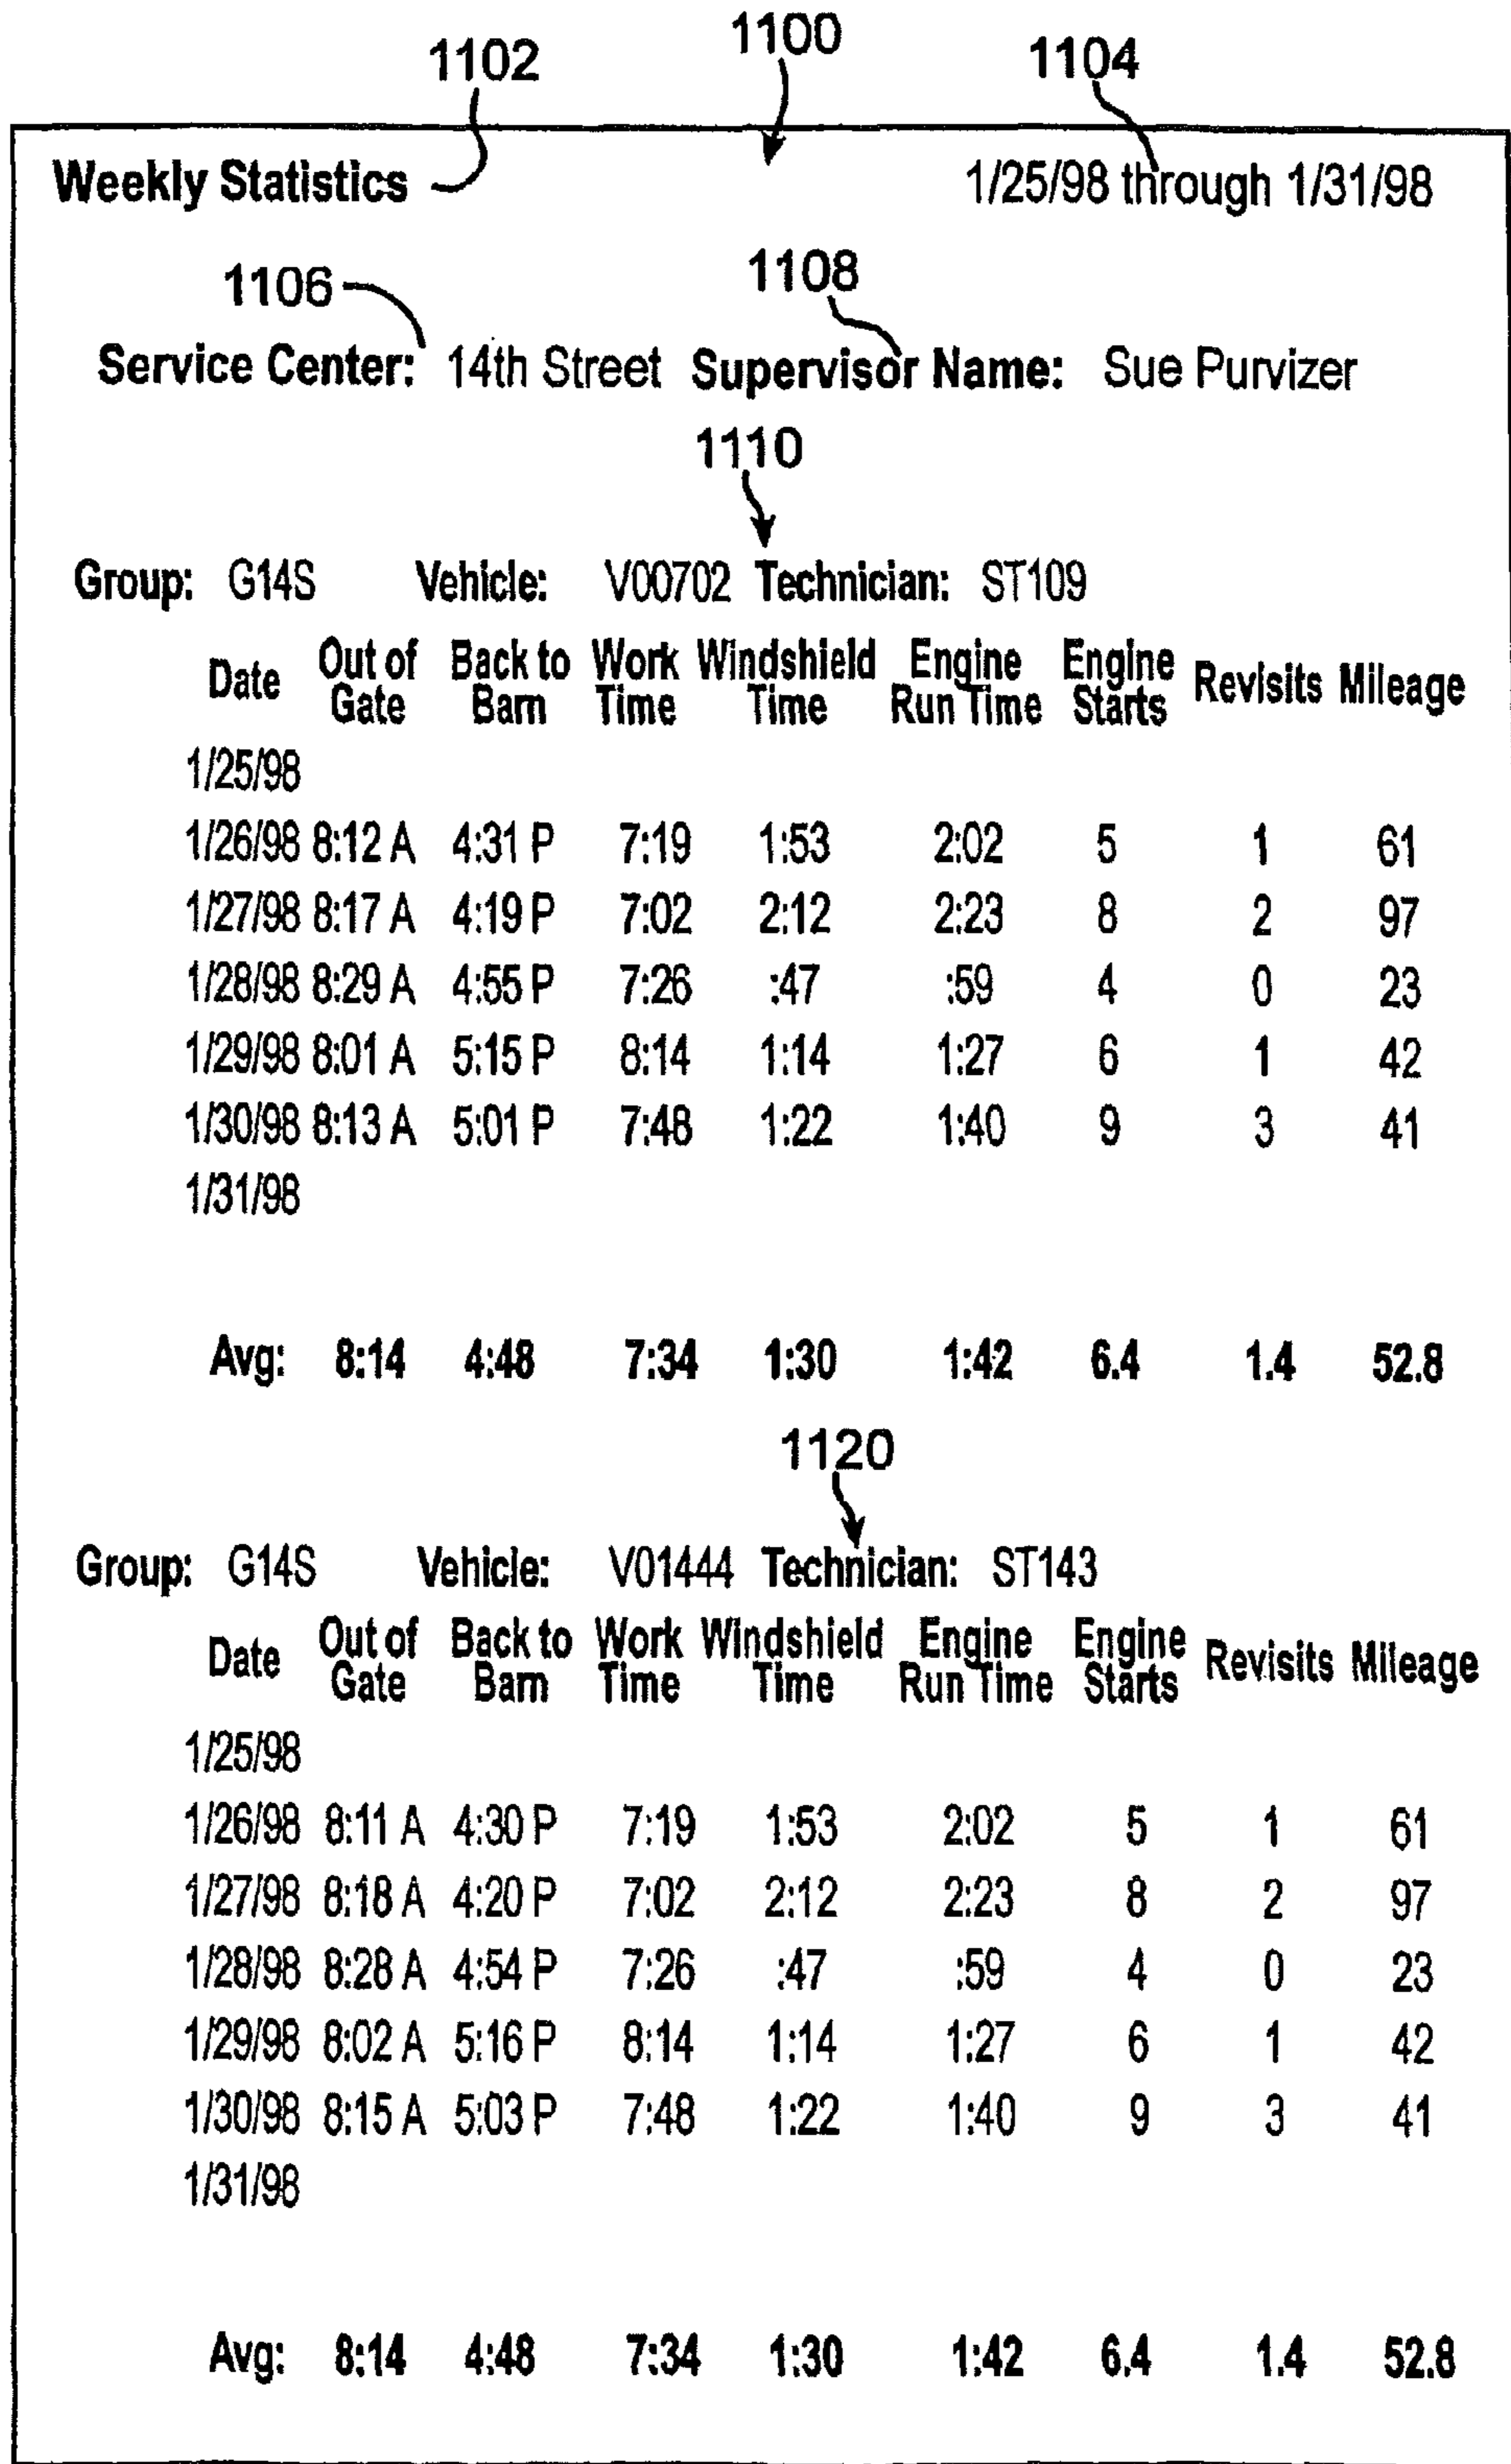 1102 1100 1104
Weekly Statistics 1/25/98 through 1/31/98
1106 1108
Service Center: 14th Street Supervisor Name: Sue Purvizer
1110
Group: G14S Vehicle: V00702 Technician: ST109
Date Out of Gate Back to Barn Work Time Windshield Time Engine Run Time Engine Starts Revisits Mileage
1/25/98
1/26/98 8:12 A 4:31 P 7:19 1:53 2:02 5 1 61
1/27/98 8:17 A 4:19 P 7:02 2:12 2:23 8 2 97
1/28/98 8:29 A 4:55 P 7:26 :47 :59 4 0 23
1/29/98 8:01 A 5:15 P 8:14 1:14 1:27 6 1 42
1/30/98 8:13 A 5:01 P 7:48 1:22 1:40 9 3 41
1/31/98
Avg: 8:14 4:48 7:34 1:30 1:42 6.4 1.4 52.8
1120
Group: G14S Vehicle: V01444 Technician: ST143
Date Out of Gate Back to Barn Work Time Windshield Time Engine Run Time Engine Starts Revisits Mileage
1/25/98
1/26/98 8:11 A 4:30 P 7:19 1:53 2:02 5 1 61
1/27/98 8:18 A 4:20 P 7:02 2:12 2:23 8 2 97
1/28/98 8:28 A 4:54 P 7:26 :47 :59 4 0 23
1/29/98 8:02 A 5:16 P 8:14 1:14 1:27 6 1 42
1/30/98 8:15 A 5:03 P 7:48 1:22 1:40 9 3 41
1/31/98
Avg: 8:14 4:48 7:34 1:30 1:42 6.4 1.4 52.8